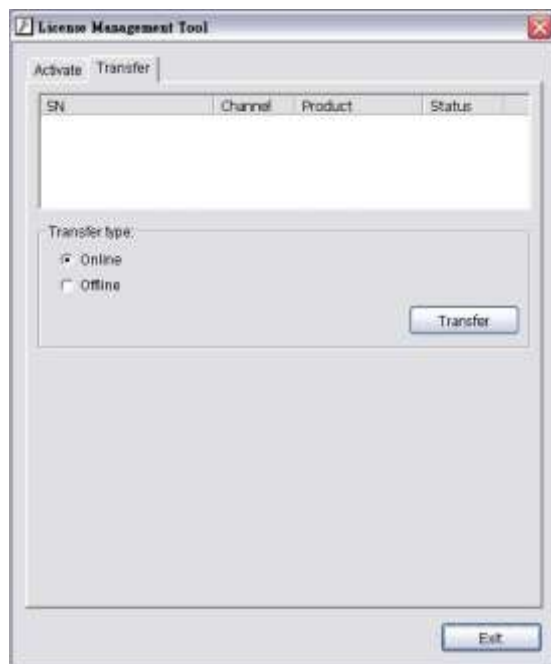 License Management Tool
Activate Transfer
SN Channel Product Status
Transfer type:
Online
Offline
Transfer
Exit